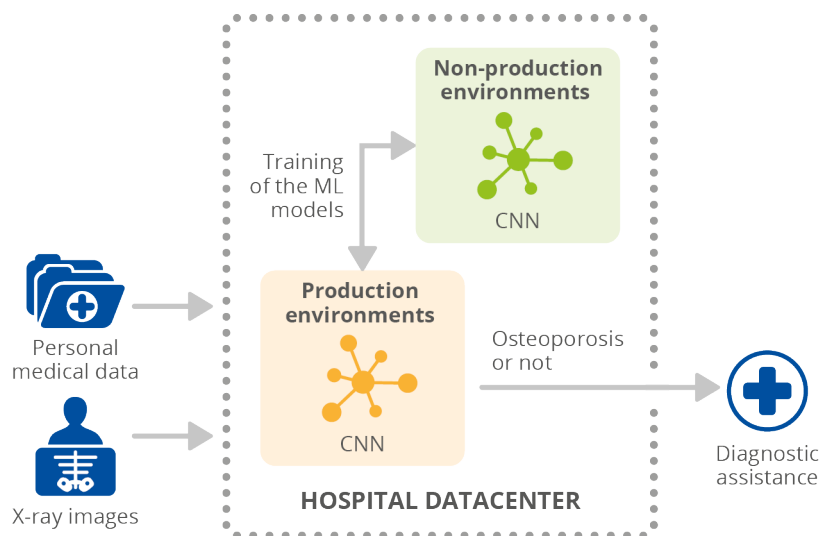 Non-production
environments
CNN
Training
of the ML
models
Production
environments
CNN
Personal
medical data
X-ray images
Osteoporosis
or not
Diagnostic
assistance
HOSPITAL DATACENTER